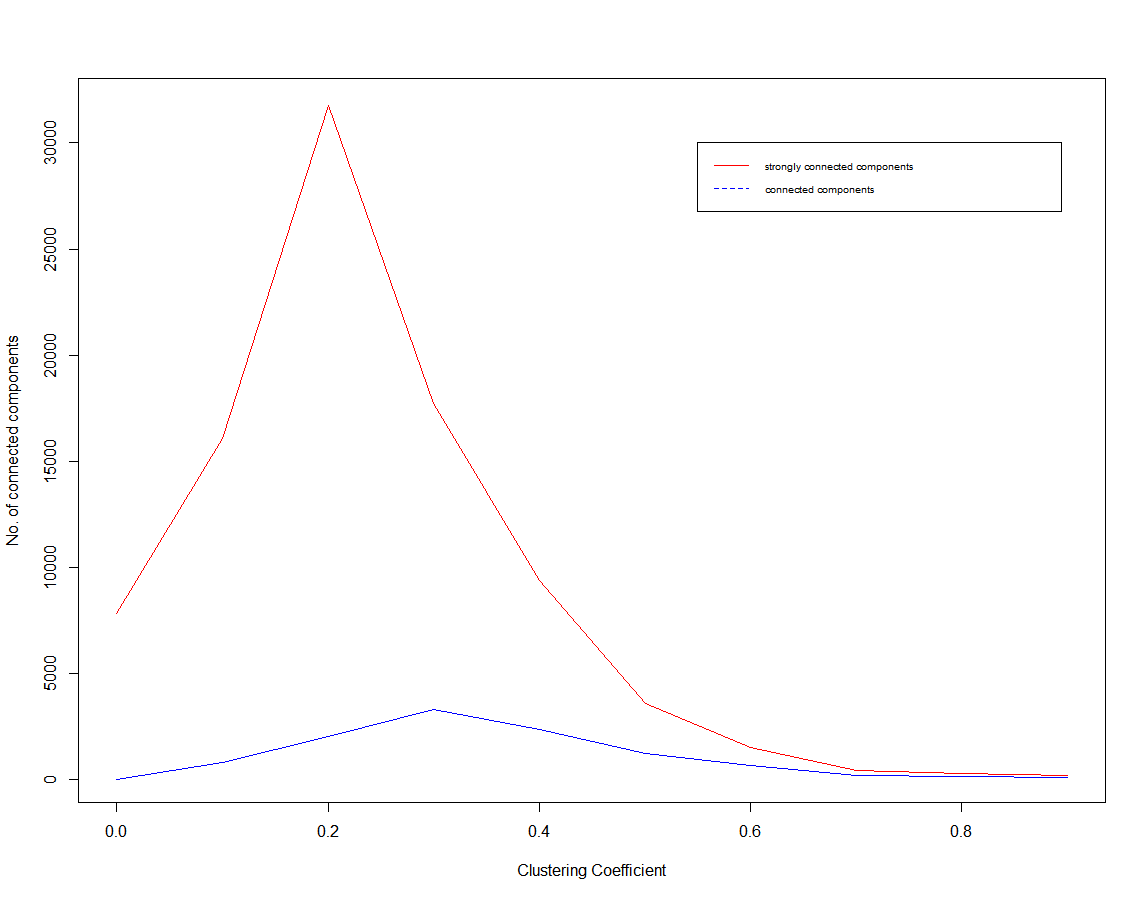 strongly connected components
connected components
No. of connected components
30000
25000
20000
15000
10000
5000
0
0.0 0.2 0.4 0.6 0.8
Clustering Coefficient